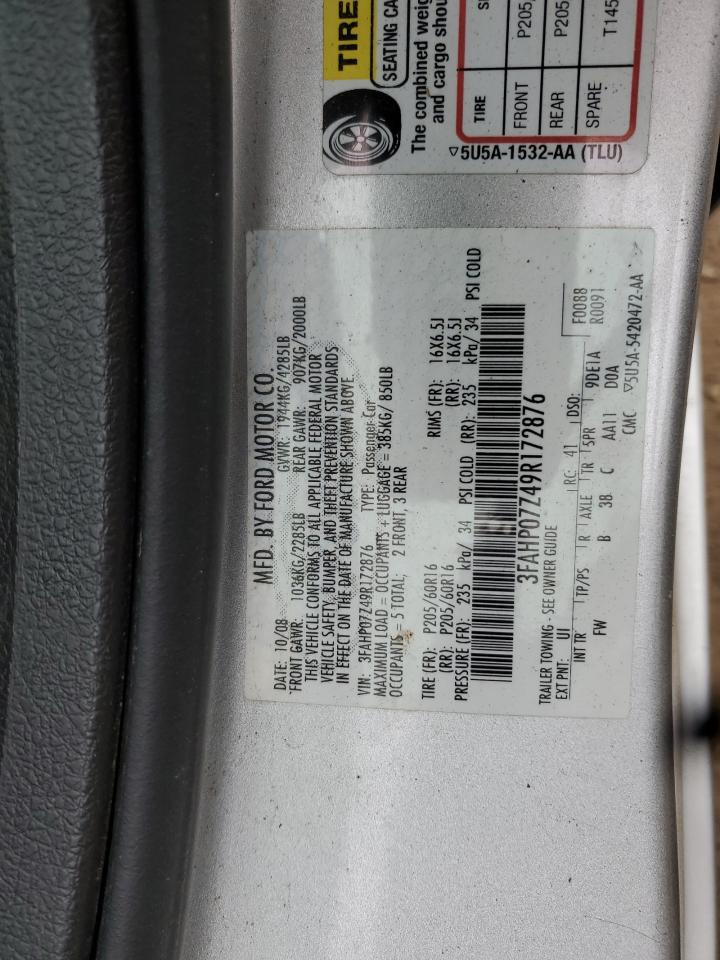 TIRE
SEATING CA
The combined weig
and cargo shou
TIRE SI
FRONT P205/
REAR P205
SPARE T145
▽5U5A-1532-AA (TLU)
MFD. BY FORD MOTOR CO.
DATE: 10/08 GVWR: 1944KG/4285LB
FRONT GAWR: 1036KG/2285LB REAR GAWR: 907KG/2000LB
THIS VEHICLE CONFORMS TO ALL APPLICABLE FEDERAL MOTOR
VEHICLE SAFETY, BUMPER, AND THEFT PREVENTION STANDARDS
IN EFFECT ON THE DATE OF MANUFACTURE SHOWN ABOVE.
VIN: 3FAHP07Z49R172876 TYPE: Passenger Car
MAXIMUM LOAD = OCCUPANTS + LUGGAGE = 385KG/ 850LB
OCCUPANTS = 5 TOTAL; 2 FRONT, 3 REAR
TIRE (FR): P205/60R16 RIMS (FR): 16X6.5J
(RR): P205/60R16 (RR): 16X6.5J
PRESSURE (FR): 235 kPa/ 34 PSI COLD (RR): 235 kPa/ 34 PSI COLD
3FAHP07Z49R172876
TRAILER TOWING - SEE OWNER GUIDE
EXT PNT: UI RC: 41 DSO: F0088
INT TR TP/PS R AXLE TR SPR 9DE1A R0091
FW B 38 C AA11 D0A
CMC ▽5U5A-5420472-AA